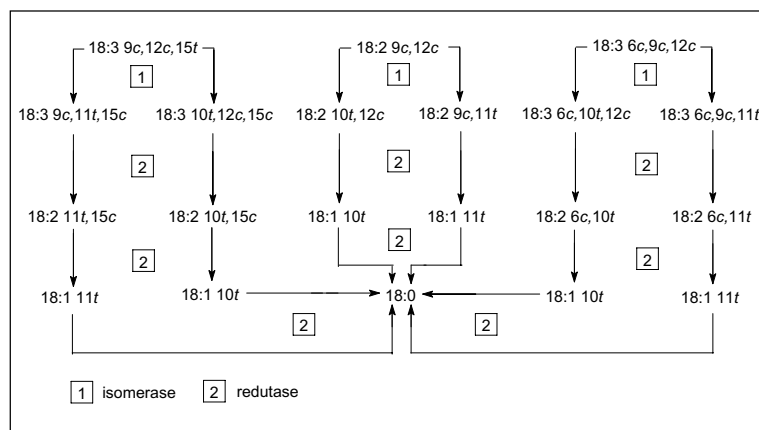 18:3 9c,12c,15t 18:2 9c,12c 18:3 6c,9c,12c
1 1 1
18:3 9c,11t,15c 18:3 10t,12c,15c 18:2 10t,12c 18:2 9c,11t 18:3 6c,10t,12c 18:3 6c,9c,11t
2 2 2
18:2 11t,15c 18:2 10t,15c 18:1 10t 18:1 11t 18:2 6c,10t 18:2 6c,11t
2 2 2
18:1 11t 18:1 10t 18:0 18:1 10t 18:1 11t
2 2
1 isomerase 2 redutase